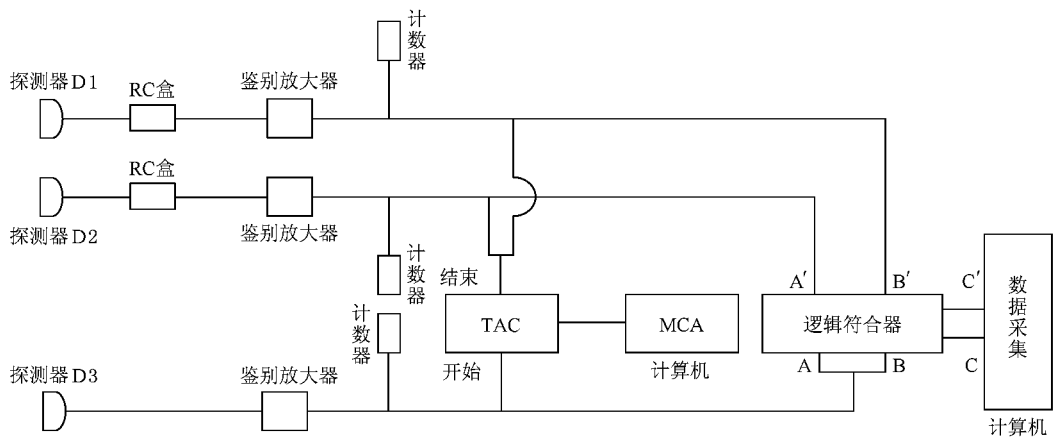 计数器
探测器D1
RC盒
鉴别放大器
RC盒
探测器D2
鉴别放大器
计数器
结束
A′
B′
C′
数据采集
计数器
TAC
MCA
逻辑符合器
开始
计算机
A
B
C
探测器D3
鉴别放大器
计算机